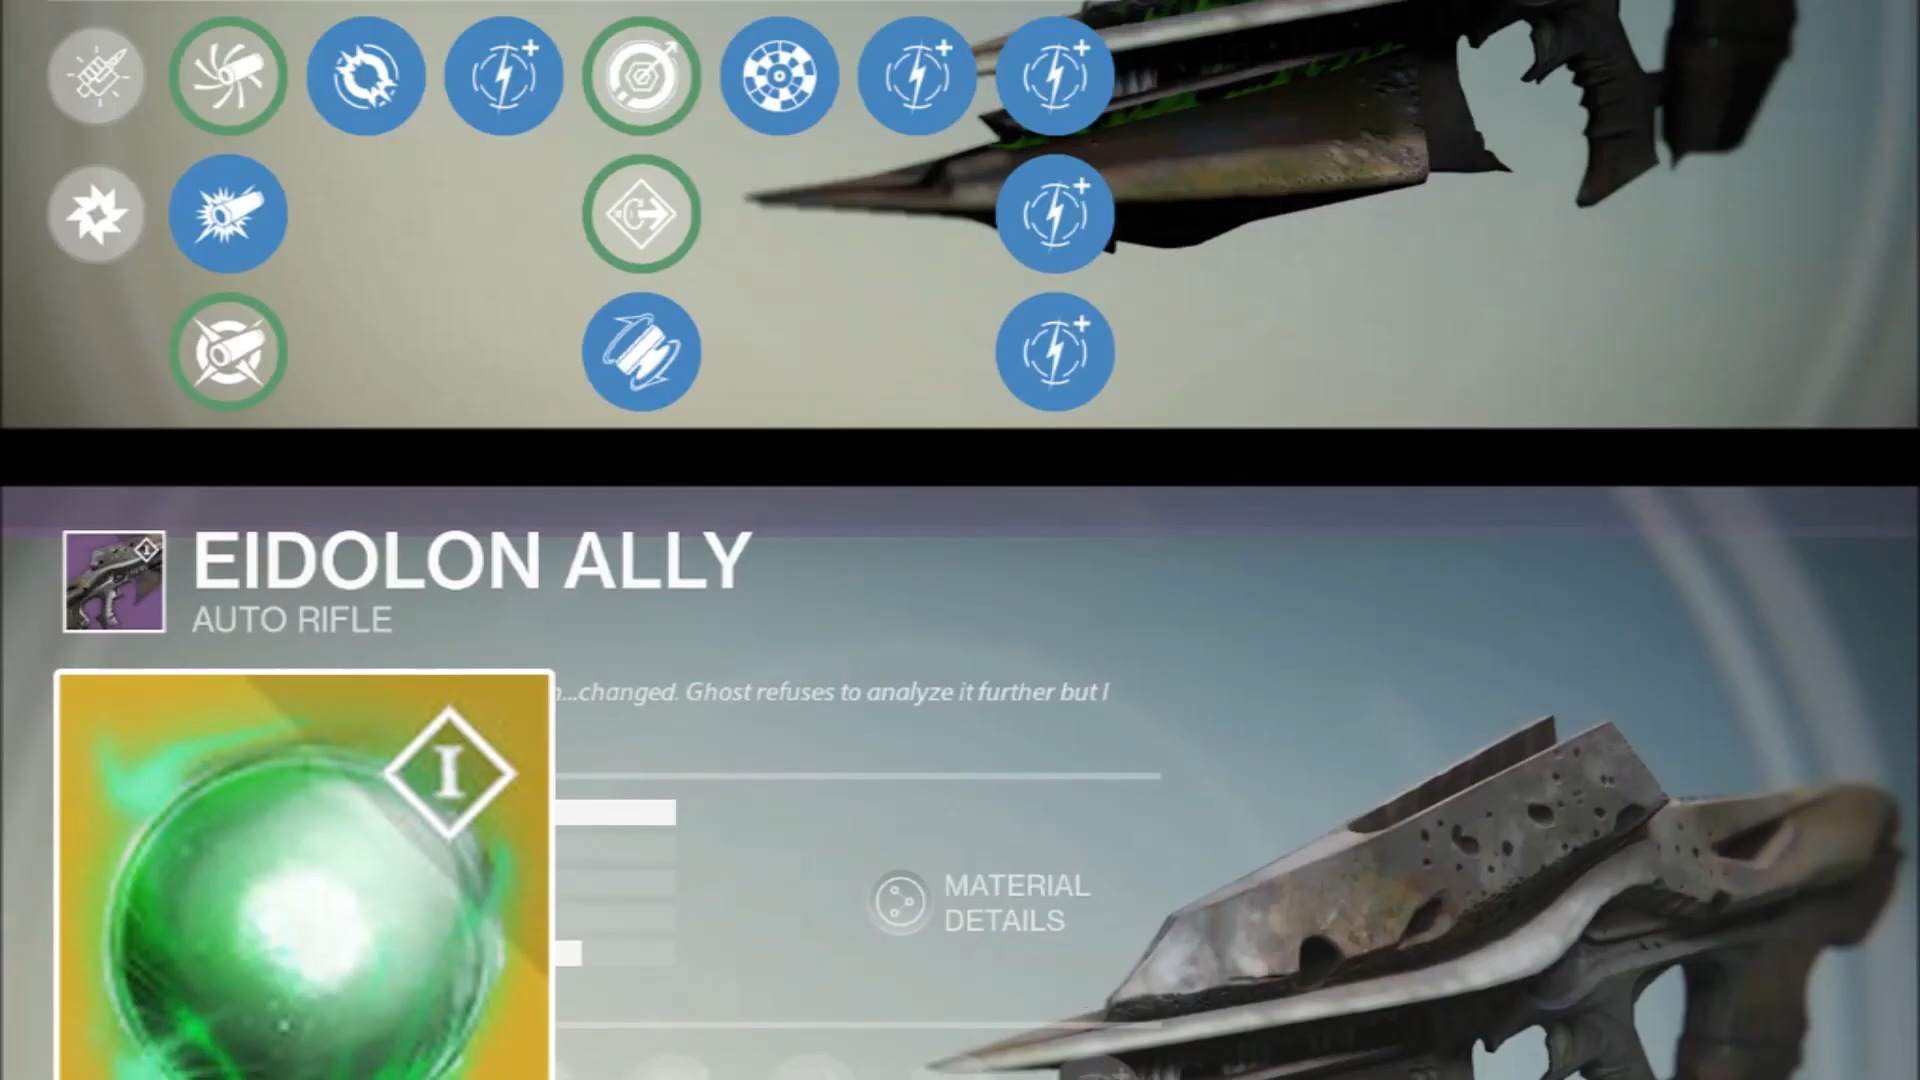 EIDOLON ALLY
AUTO RIFLE
...changed. Ghost refuses to analyze it further but I
I
MATERIAL
DETAILS